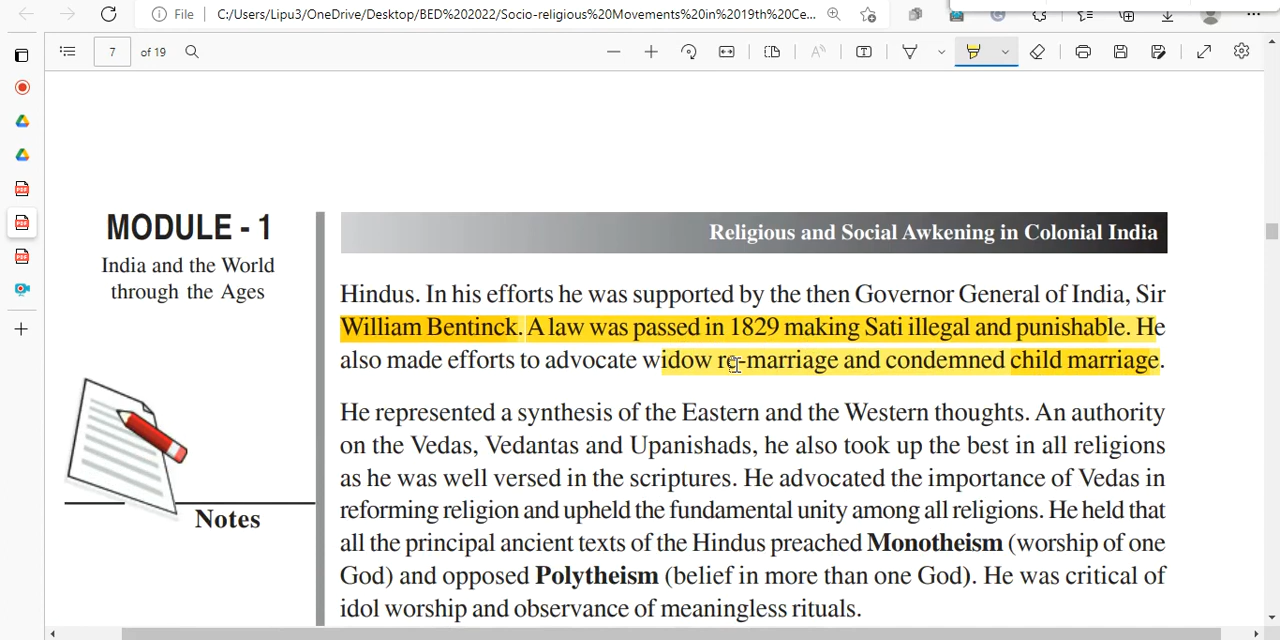 File
C:/Users/Lipu3/OneDrive/Desktop/BED%202022/Socio-religious%20Movements%20in%2019th%20Ce...
7 of 19
MODULE - 1
India and the World
through the Ages
Notes
Religious and Social Awkening in Colonial India
Hindus. In his efforts he was supported by the then Governor General of India, Sir
William Bentinck. A law was passed in 1829 making Sati illegal and punishable. He
also made efforts to advocate widow re-marriage and condemned child marriage.
He represented a synthesis of the Eastern and the Western thoughts. An authority
on the Vedas, Vedantas and Upanishads, he also took up the best in all religions
as he was well versed in the scriptures. He advocated the importance of Vedas in
reforming religion and upheld the fundamental unity among all religions. He held that
all the principal ancient texts of the Hindus preached Monotheism (worship of one
God) and opposed Polytheism (belief in more than one God). He was critical of
idol worship and observance of meaningless rituals.